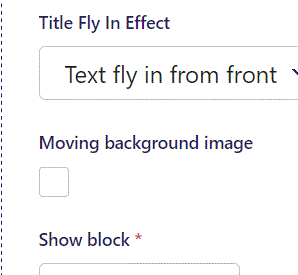 Title Fly In Effect
Text fly in from front
Moving background image
Show block *